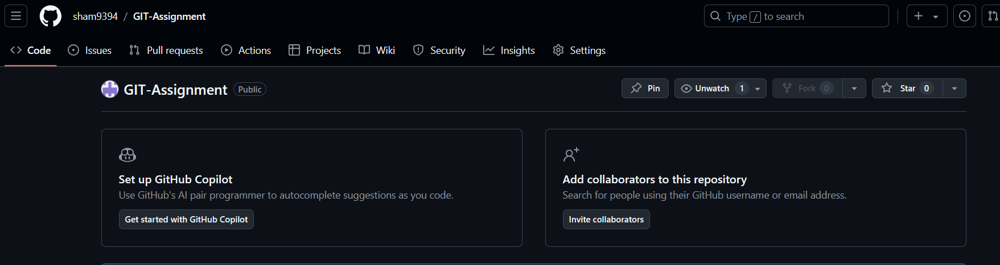 sham9394 / GIT-Assignment
Type / to search
Code Issues Pull requests Actions Projects Wiki Security Insights Settings
GIT-Assignment Public
Pin Unwatch 1 Fork 0 Star 0
Set up GitHub Copilot
Use GitHub's AI pair programmer to autocomplete suggestions as you code.
Get started with GitHub Copilot
Add collaborators to this repository
Search for people using their GitHub username or email address.
Invite collaborators